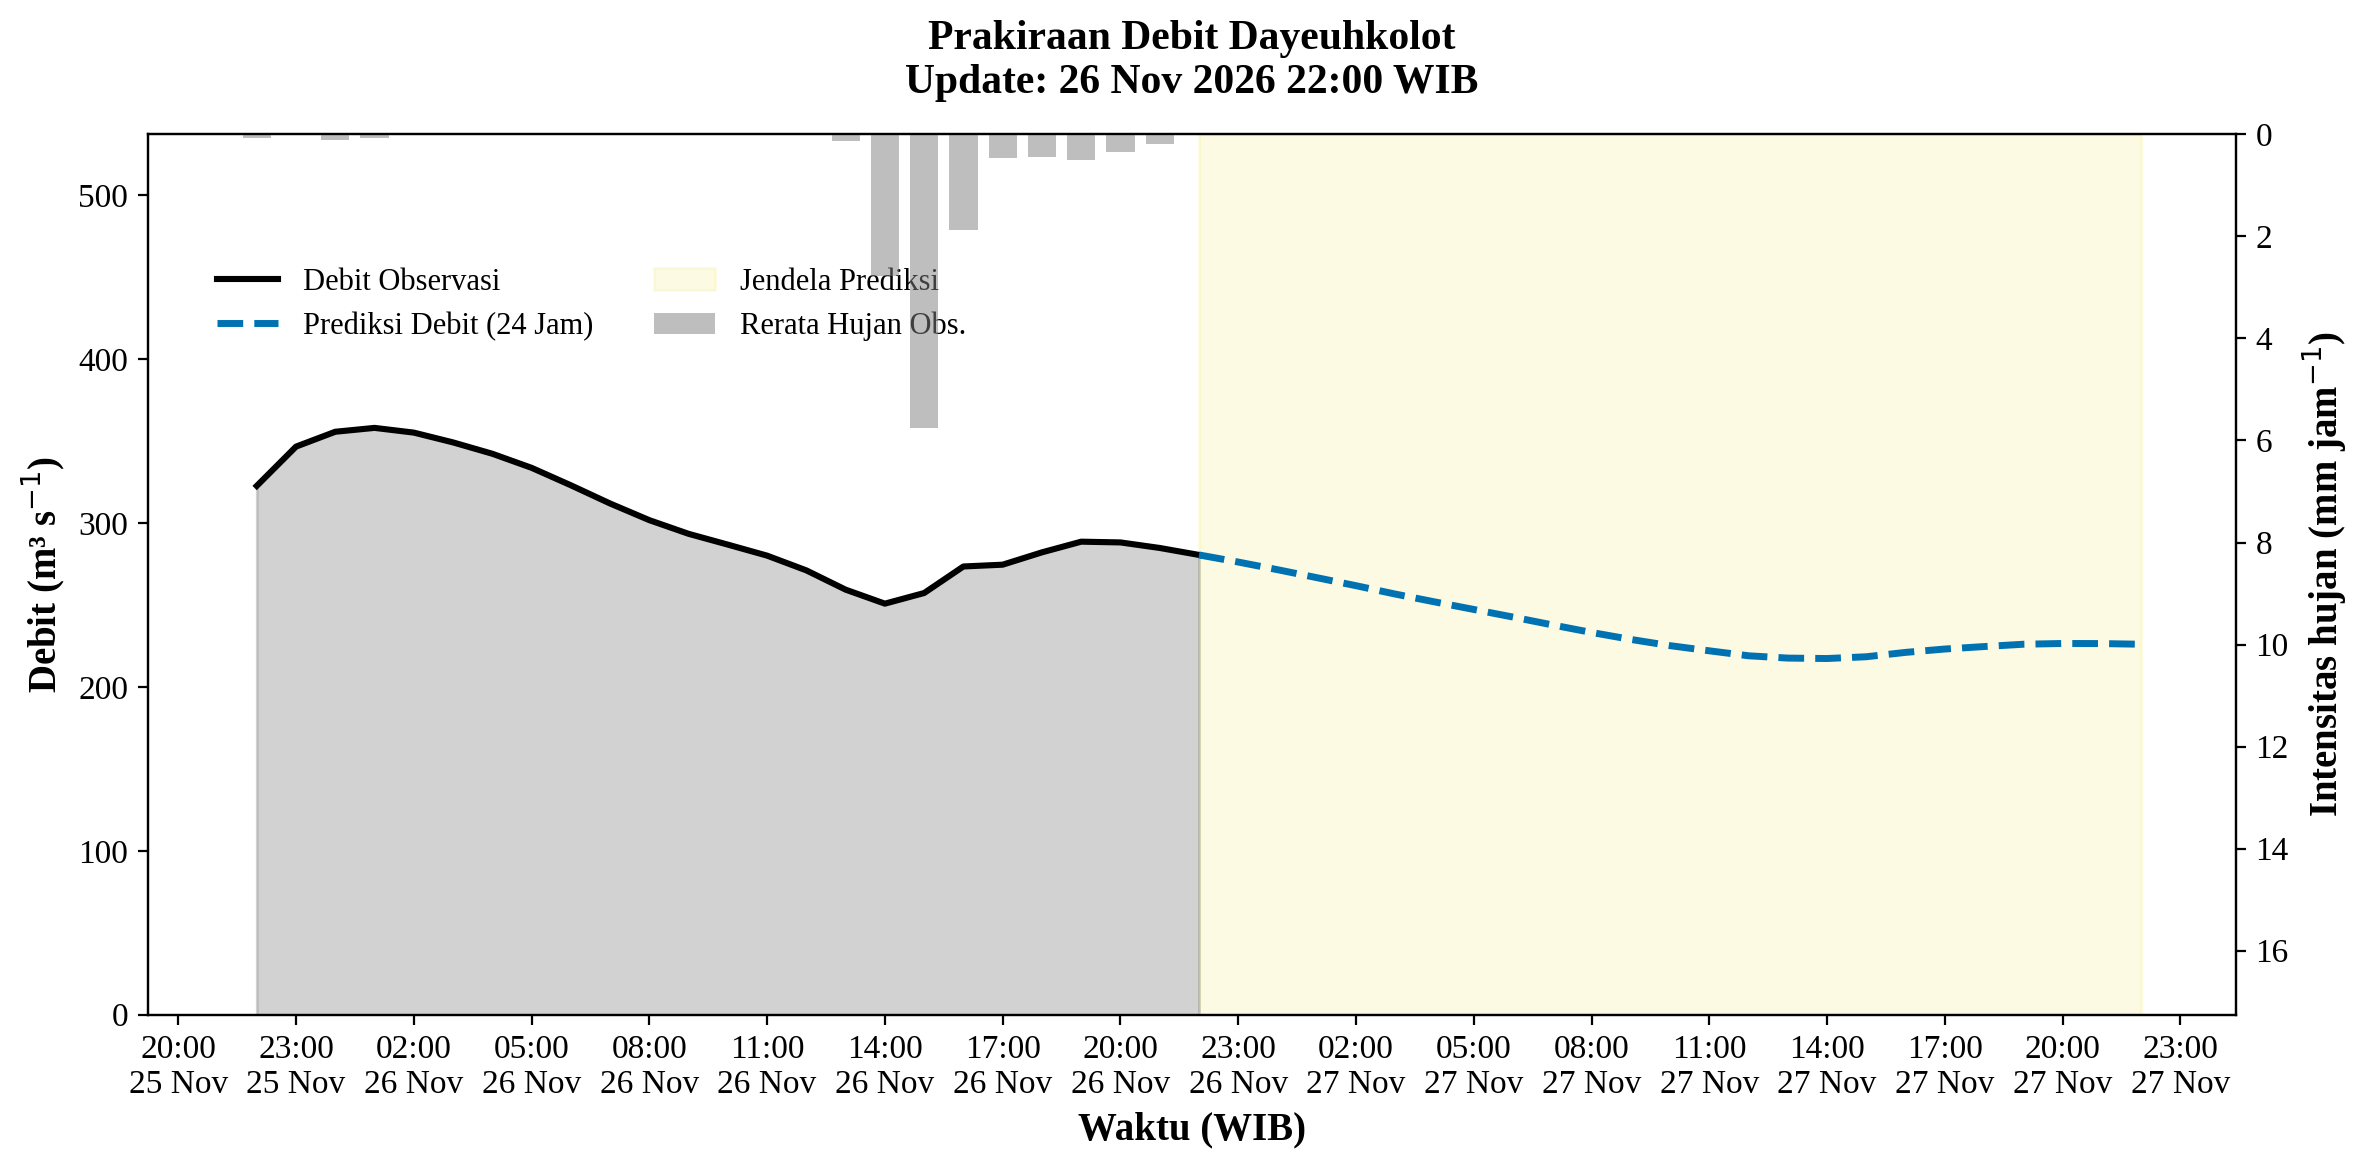 Prakiraan Debit Dayeuhkolot
Update: 26 Nov 2026 22:00 WIB
Debit (m³ s⁻¹)
500
400
300
200
100
0
Debit Observasi
Prediksi Debit (24 Jam)
Jendela Prediksi
Rerata Hujan Obs.
0
2
4
6
8
10
12
14
16
Intensitas hujan (mm jam⁻¹)
20:00 23:00 02:00 05:00 08:00 11:00 14:00 17:00 20:00 23:00 02:00 05:00 08:00 11:00 14:00 17:00 20:00 23:00
25 Nov 25 Nov 26 Nov 26 Nov 26 Nov 26 Nov 26 Nov 26 Nov 26 Nov 26 Nov 27 Nov 27 Nov 27 Nov 27 Nov 27 Nov 27 Nov 27 Nov 27 Nov
Waktu (WIB)